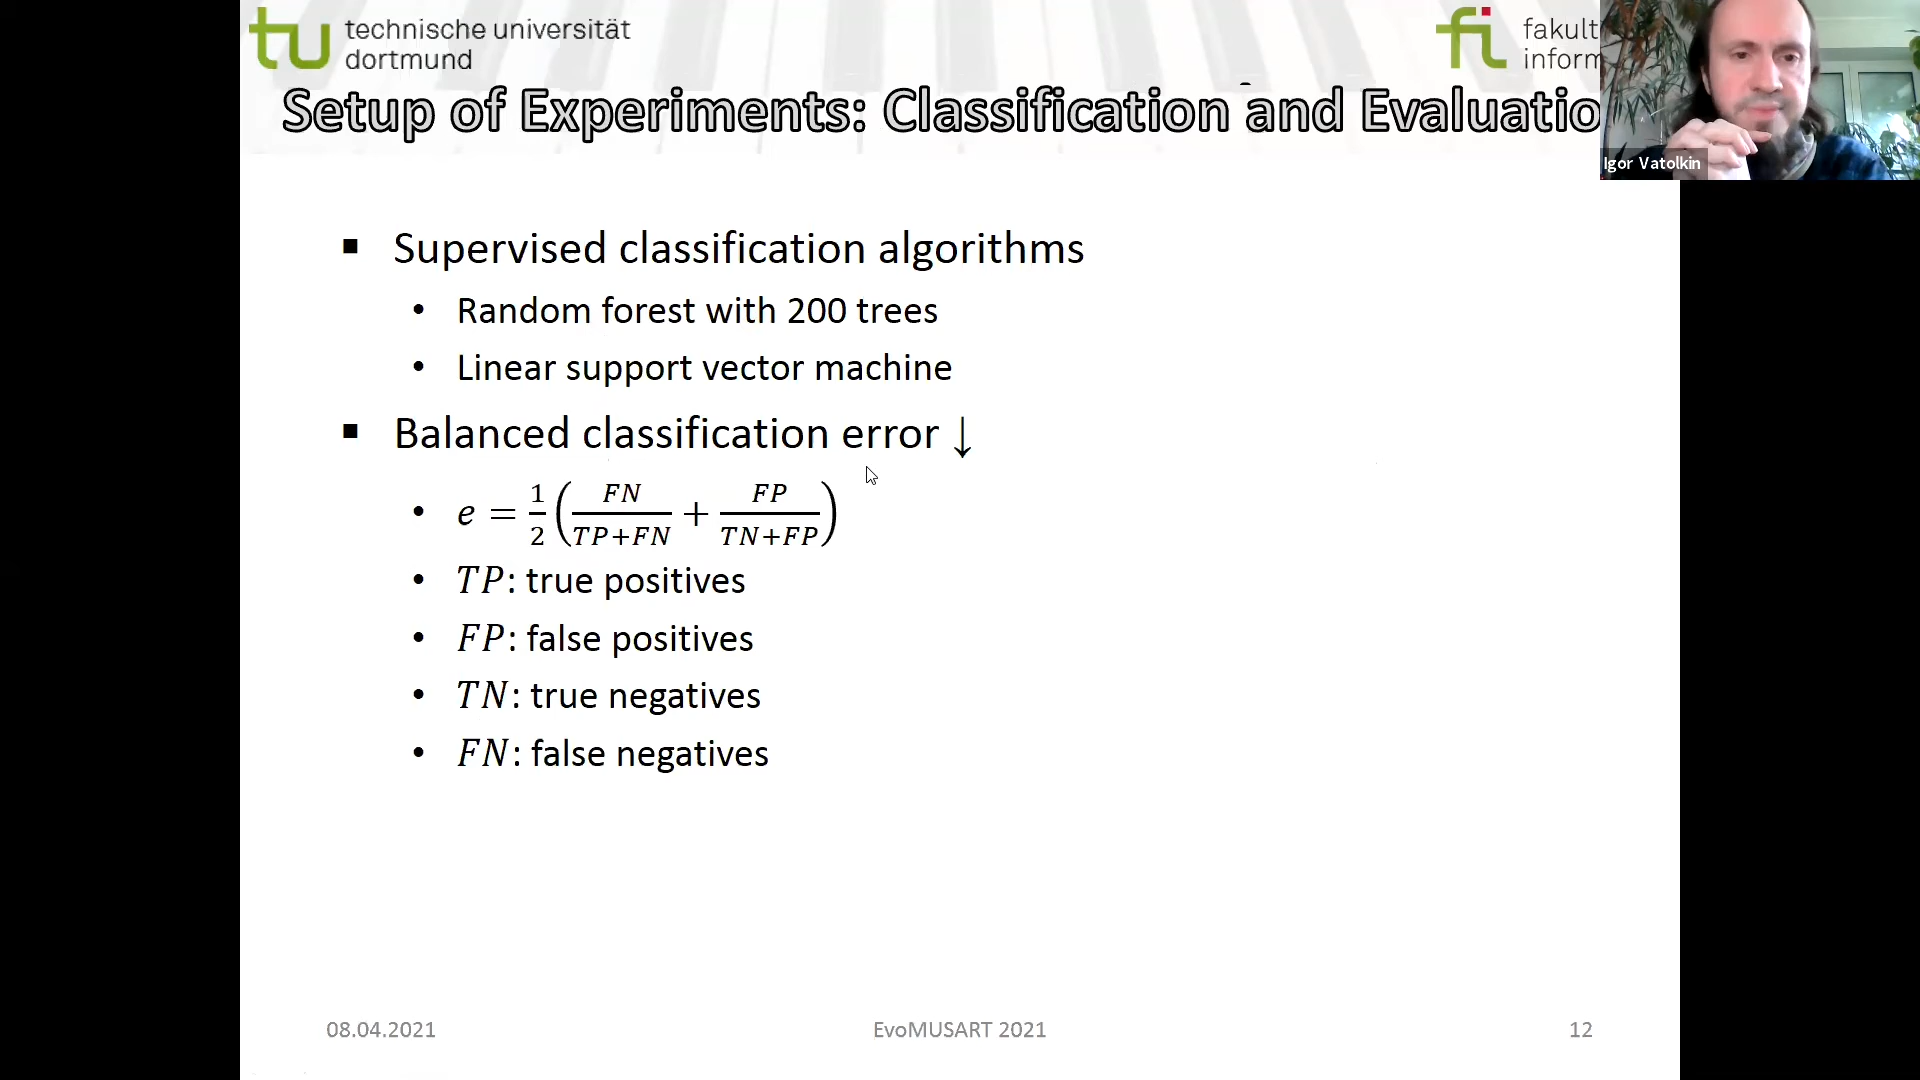 technische universität
dortmund
fakult
inform
Setup of Experiments: Classification and Evaluatio
Igor Vatolkin
▪ Supervised classification algorithms
• Random forest with 200 trees
• Linear support vector machine
▪ Balanced classification error ↓
• e = 1/2 (FN/(TP+FN) + FP/(TN+FP))
• TP: true positives
• FP: false positives
• TN: true negatives
• FN: false negatives
08.04.2021
EvoMUSART 2021
12